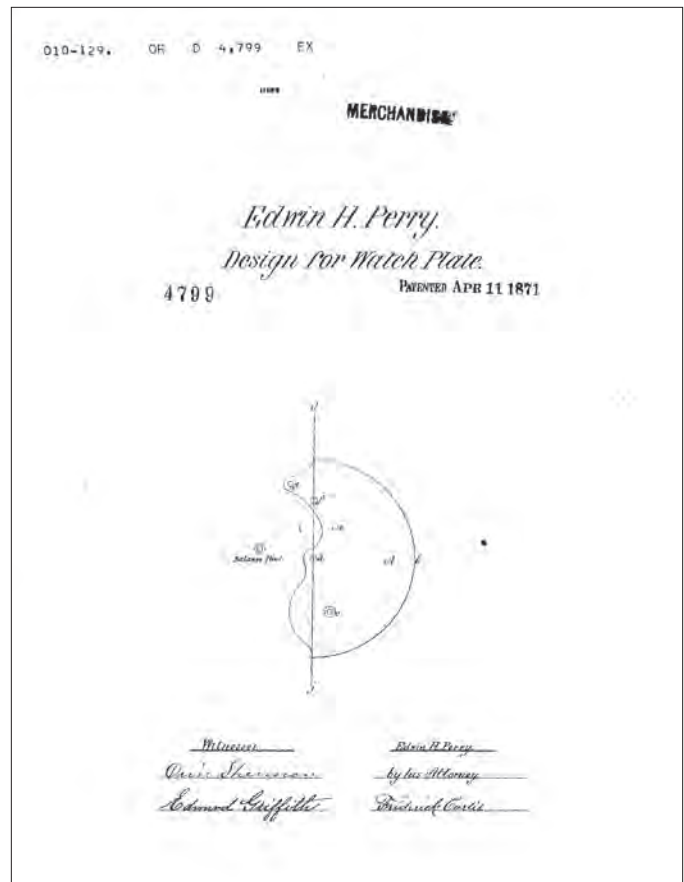 010-129. OR D 4,799 EX
MERCHANDISE
Edwin H. Perry.
Design for Watch Plate.
4799
PATENTED APR 11 1871
Balance Pivot
Witnesses
Edwin H. Perry
by his Attorney
Edmund Griffith
Frederick Curtis